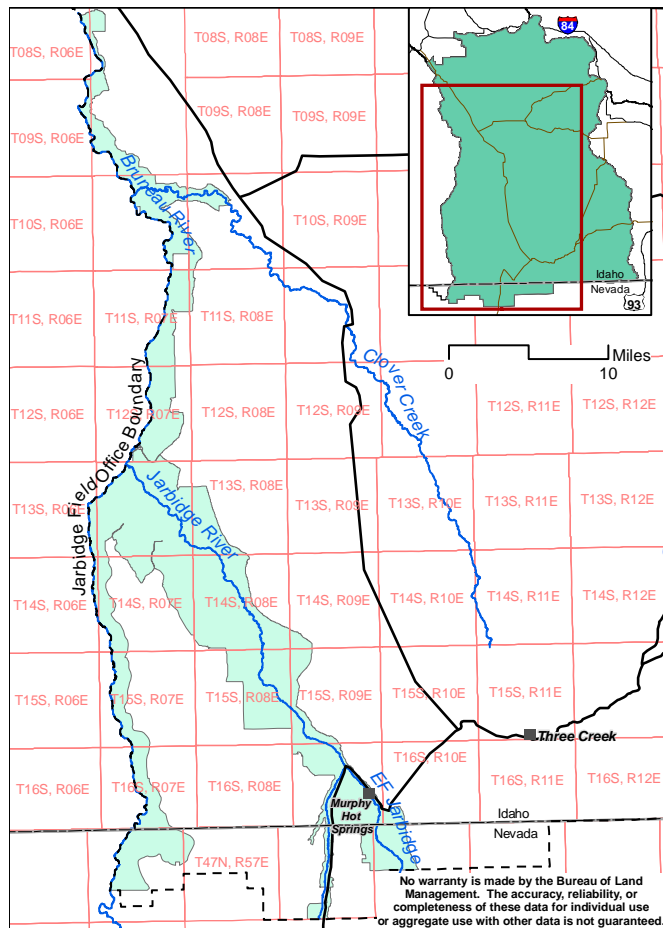 T08S, R06E
T08S, R08E
T08S, R09E
84
T09S, R06E
T09S, R08E
T09S, R09E
Bruneau River
T10S, R06E
T10S, R09E
Idaho
Nevada
93
T11S, R06E
T11S, R07E
T11S, R08E
Clover Creek
Miles
0
10
Jarbidge Field Office Boundary
T12S, R06E
T12S, R07E
T12S, R08E
T12S, R09E
T12S, R11E
T12S, R12E
Jarbidge River
T13S, R06E
T13S, R08E
T13S, R09E
T13S, R10E
T13S, R11E
T13S, R12E
T14S, R06E
T14S, R07E
T14S, R08E
T14S, R09E
T14S, R10E
T14S, R11E
T14S, R12E
T15S, R06E
T15S, R07E
T15S, R08E
T15S, R09E
T15S, R10E
T15S, R11E
Three Creek
T16S, R06E
T16S, R07E
T16S, R08E
T16S, R10E
T16S, R11E
T16S, R12E
EF Jarbidge
Murphy
Hot
Springs
Idaho
Nevada
T47N, R57E
No warranty is made by the Bureau of Land
Management. The accuracy, reliability, or
completeness of these data for individual use
or aggregate use with other data is not guaranteed.